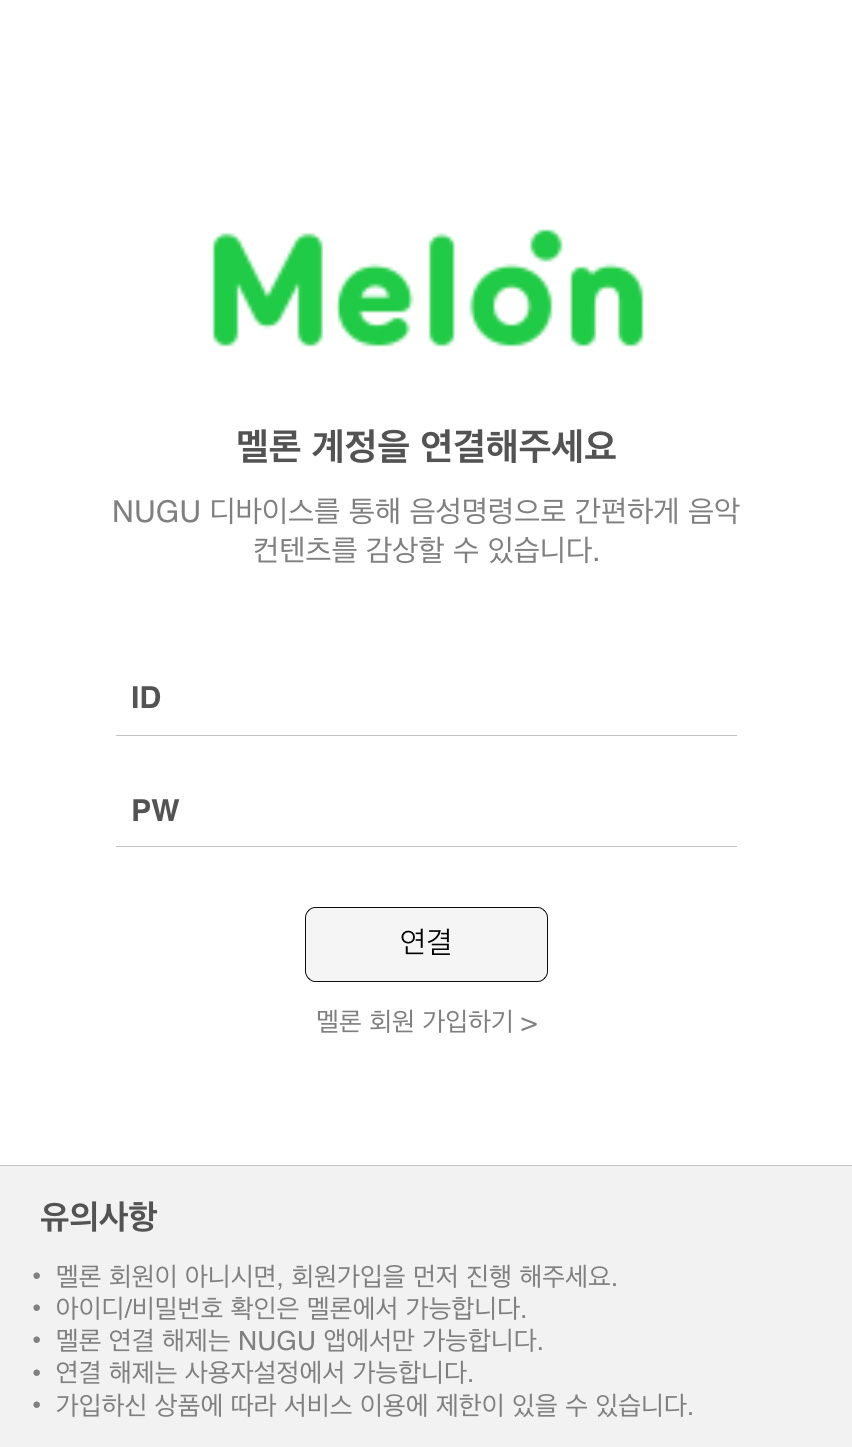 Melon
멜론 계정을 연결해주세요
NUGU 디바이스를 통해 음성명령으로 간편하게 음악
컨텐츠를 감상할 수 있습니다.
ID
PW
연결
멜론 회원 가입하기 >
유의사항
• 멜론 회원이 아니시면, 회원가입을 먼저 진행 해주세요.
• 아이디/비밀번호 확인은 멜론에서 가능합니다.
• 멜론 연결 해제는 NUGU 앱에서만 가능합니다.
• 연결 해제는 사용자설정에서 가능합니다.
• 가입하신 상품에 따라 서비스 이용에 제한이 있을 수 있습니다.